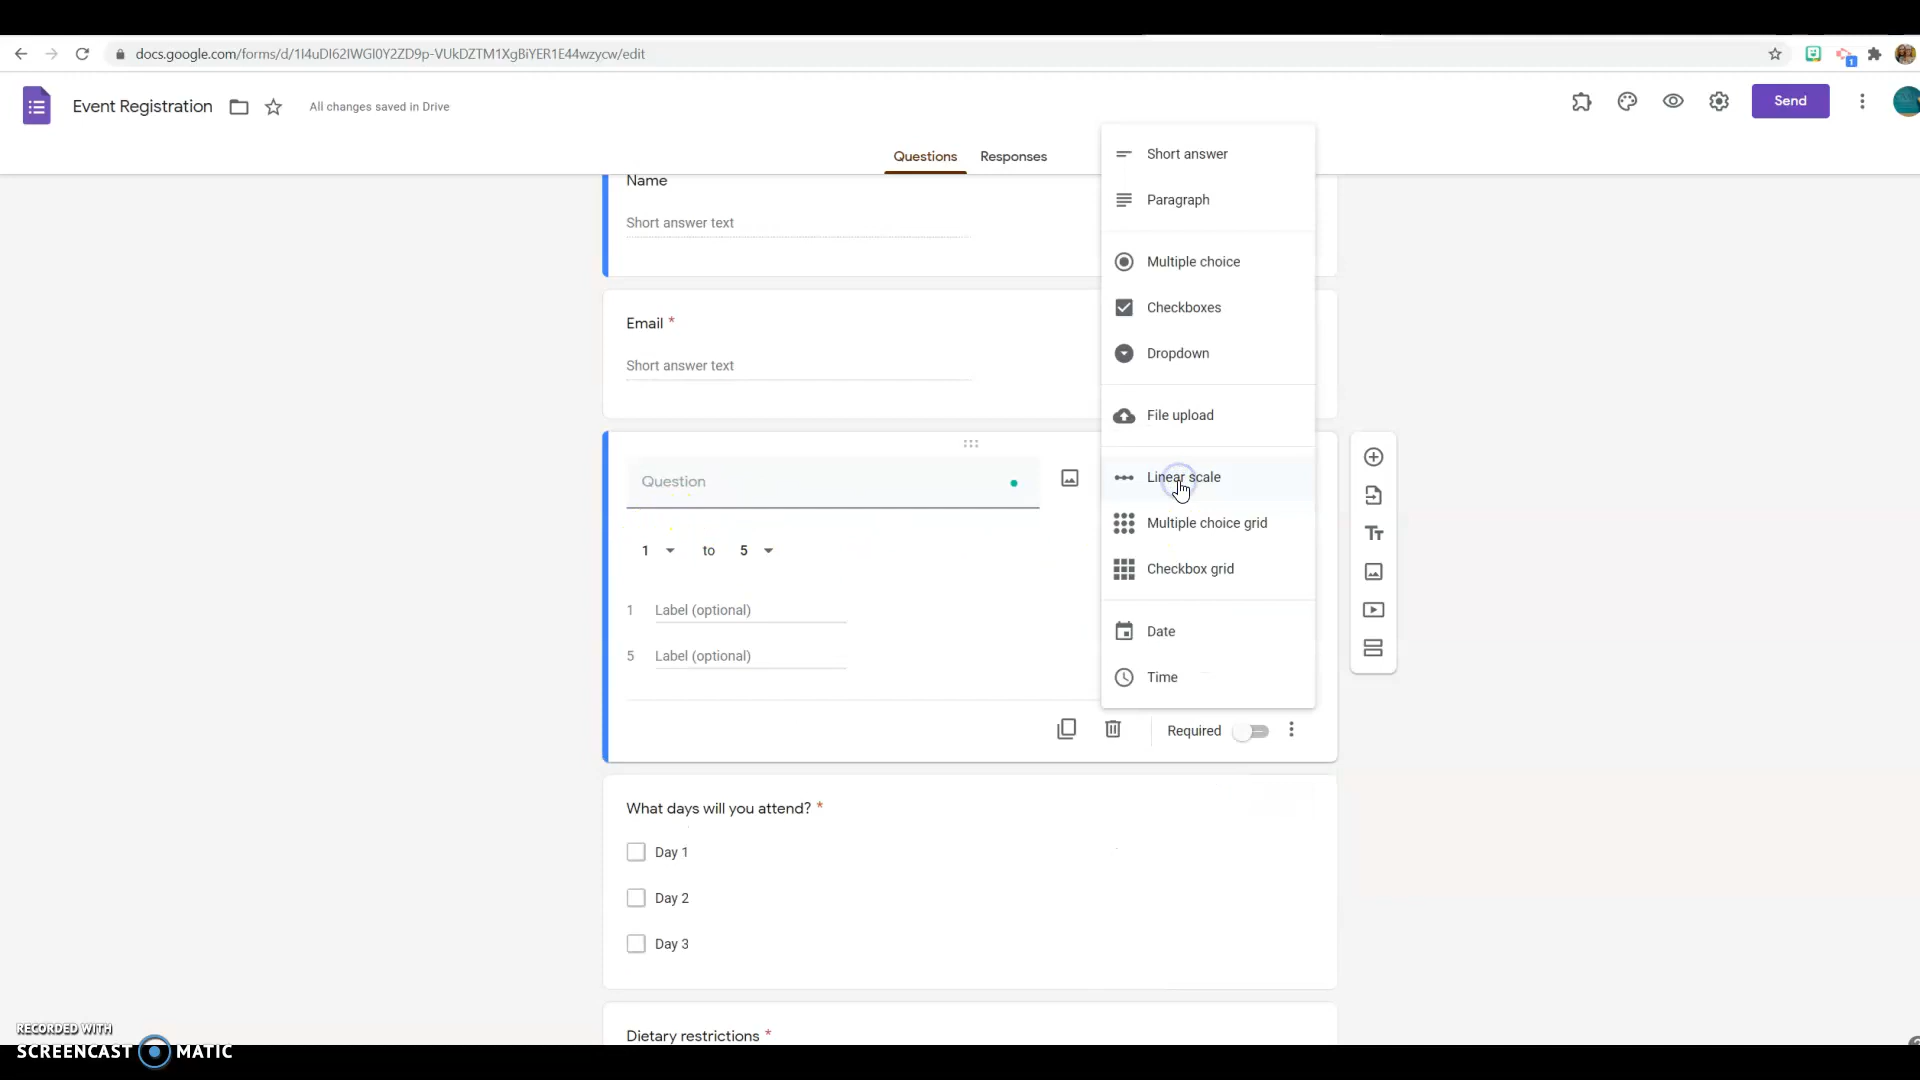 docs.google.com/forms/d/1I4uDI62IWGI0Y2ZD9p-VUkDZTM1XgBiYER1E44wzycw/edit
1
Event Registration
All changes saved in Drive
Send
Questions
Responses
Name
Short answer text
Email *
Short answer text
Question
1 to 5
1 Label (optional)
5 Label (optional)
Short answer
Paragraph
Multiple choice
Checkboxes
Dropdown
File upload
Linear scale
Multiple choice grid
Checkbox grid
Date
Time
Tт
Required
What days will you attend? *
Day 1
Day 2
Day 3
Dietary restrictions *
RECORDED WITH
SCREENCAST MATIC